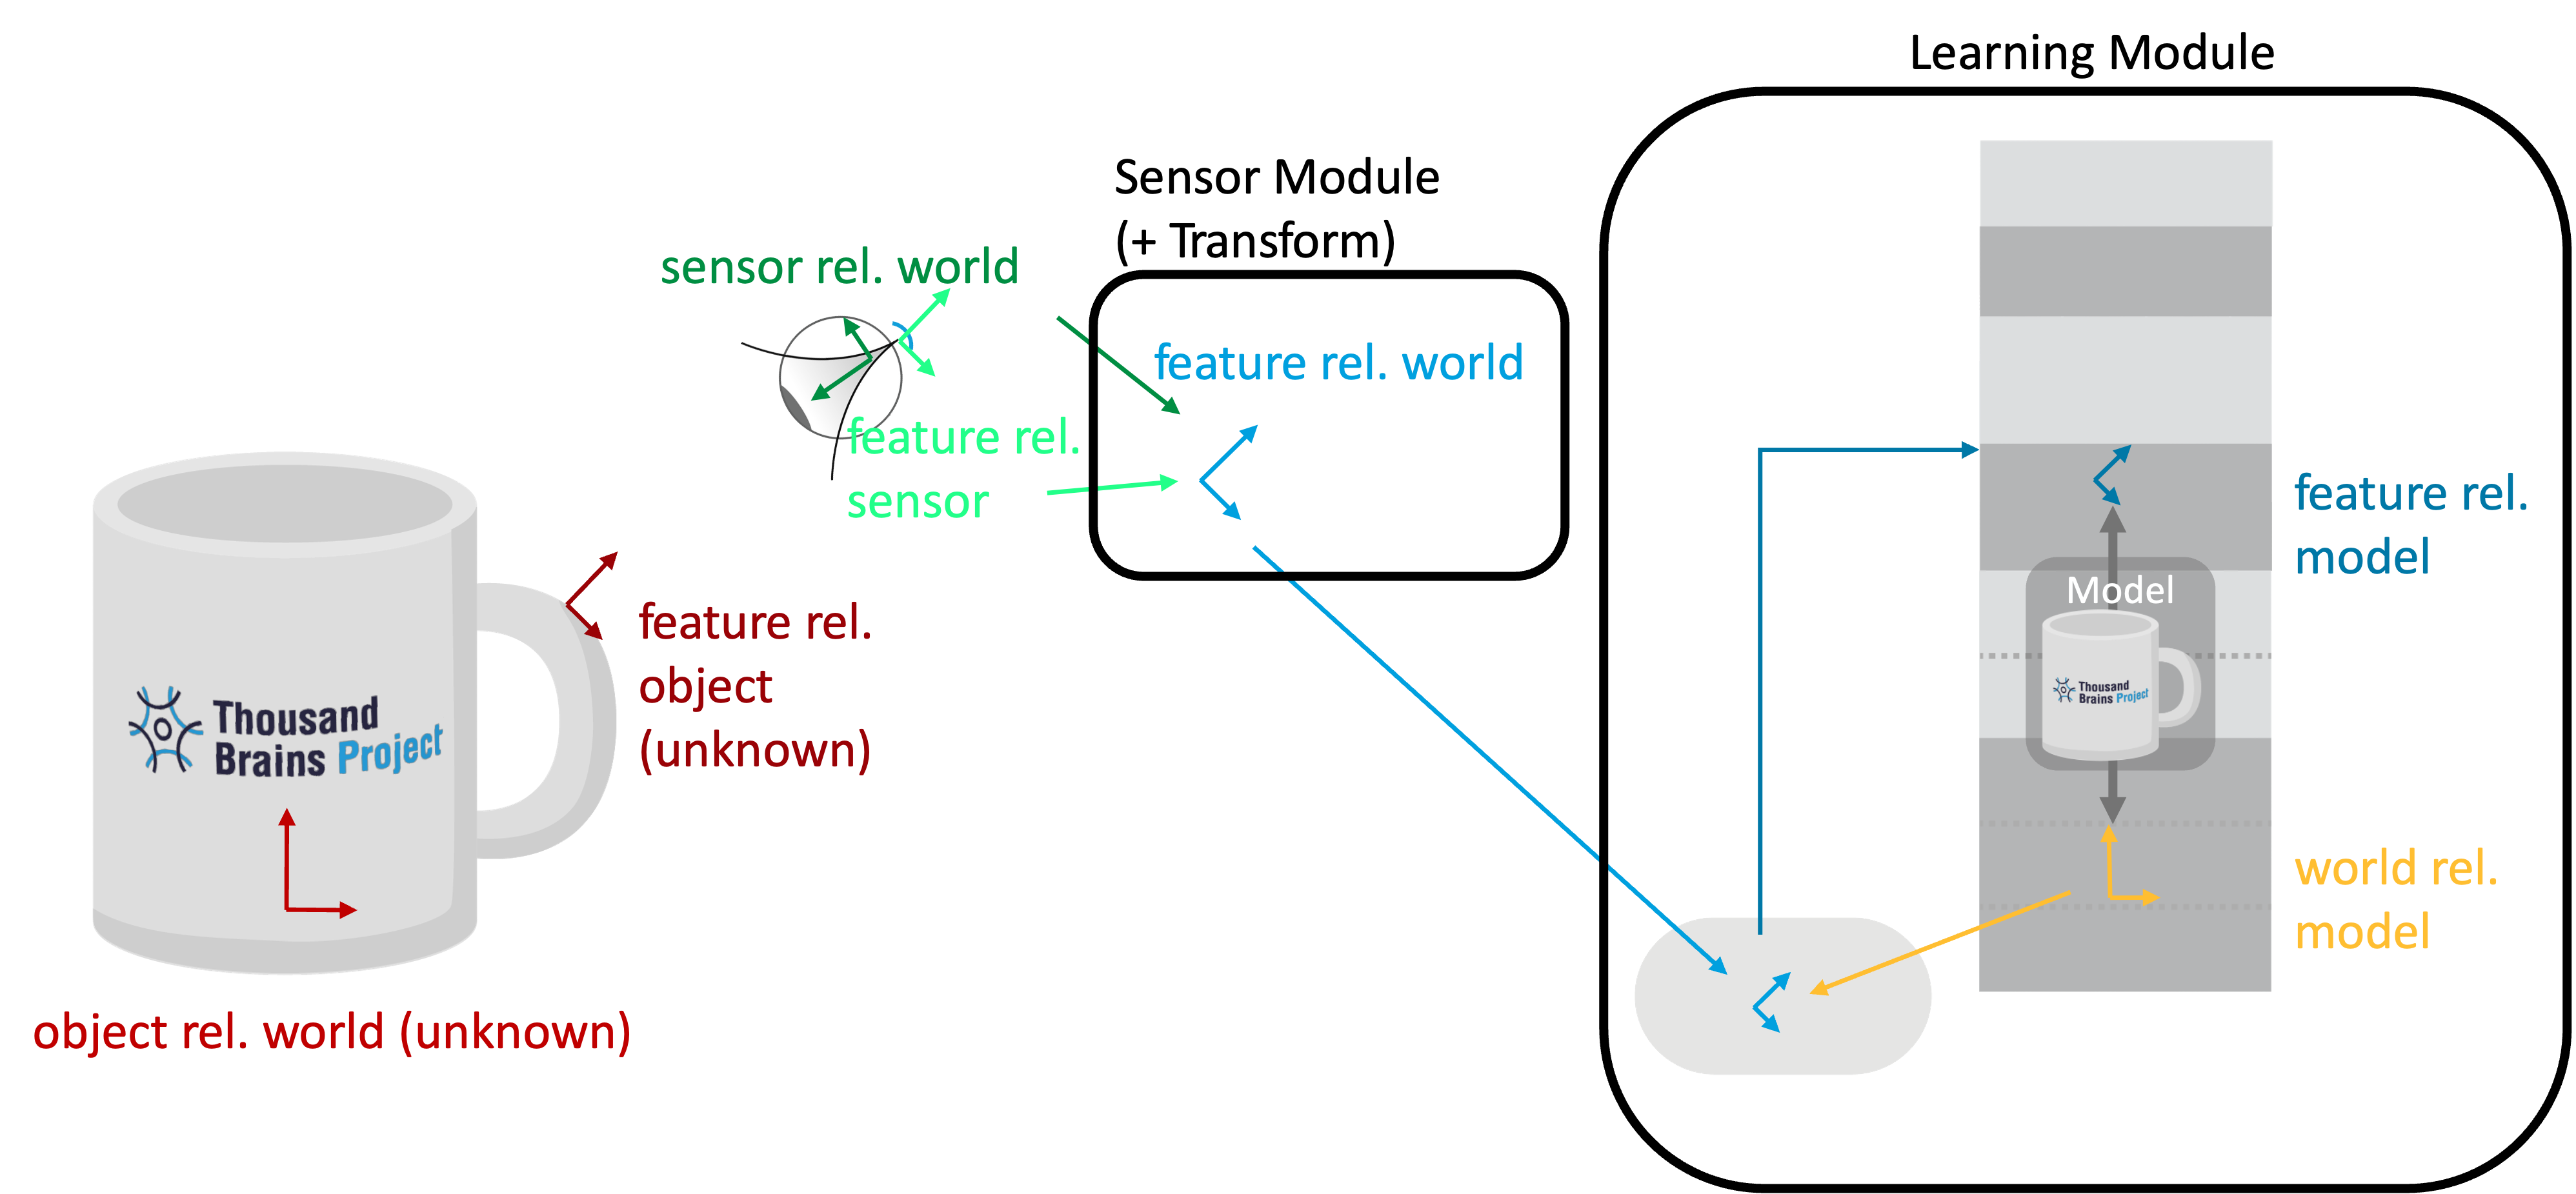 Learning Module
Sensor Module
(+ Transform)
sensor rel. world
feature rel. world
feature rel.
sensor
feature rel.
model
Model
Thousand
Brains Project
feature rel.
object
(unknown)
Thousand
Brains Project
world rel.
model
object rel. world (unknown)